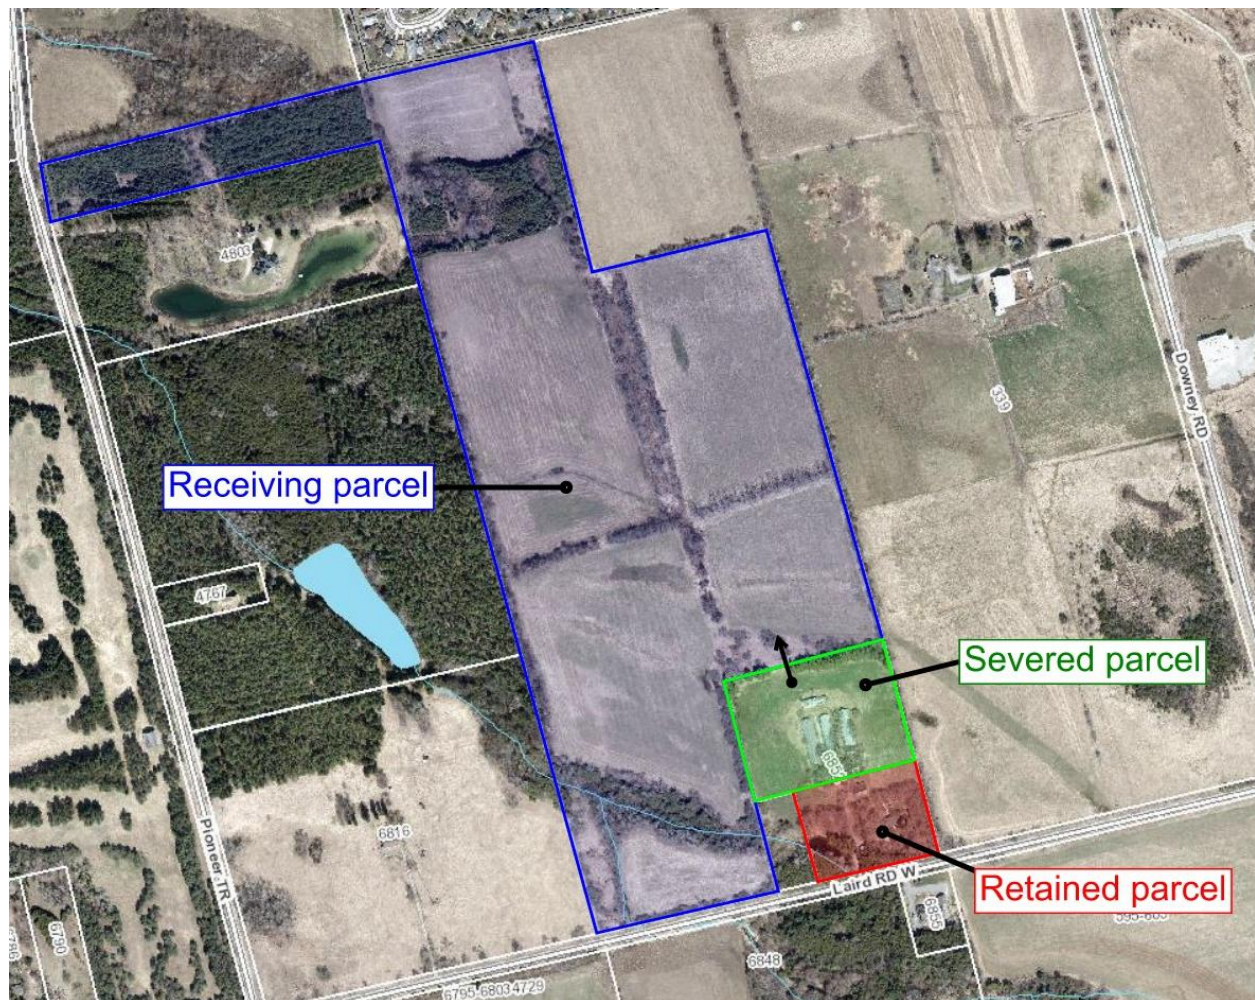 4803
Downey RD
339
Receiving parcel
4767
Severed parcel
6816
Pioneer TR
Retained parcel
Laird RD W
6855
6790
6848
6795-6803 4729